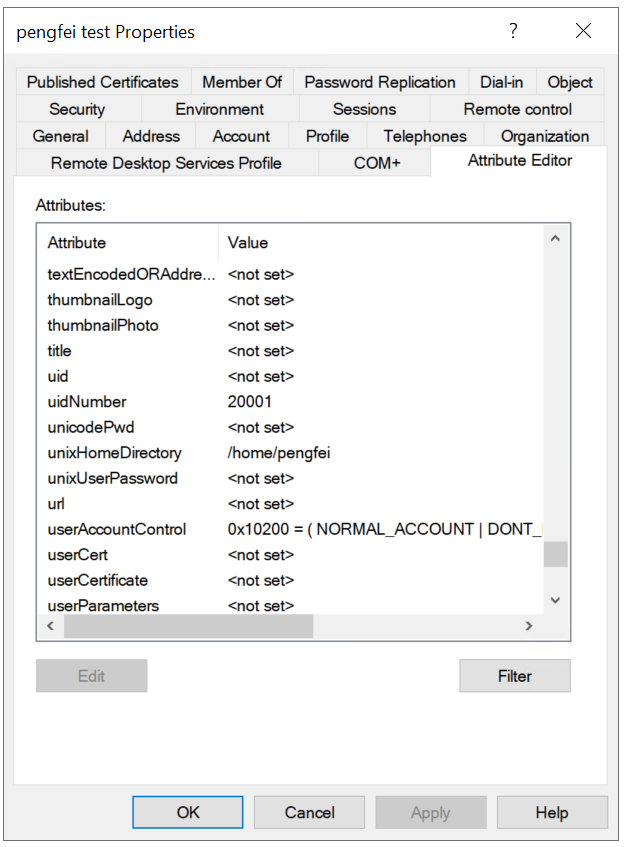 pengfei test Properties ?
Published Certificates Member Of Password Replication Dial-in Object
Security Environment Sessions Remote control
General Address Account Profile Telephones Organization
Remote Desktop Services Profile COM+ Attribute Editor
Attributes:
Attribute Value
textEncodedORAddre... <not set>
thumbnailLogo <not set>
thumbnailPhoto <not set>
title <not set>
uid <not set>
uidNumber 20001
unicodePwd <not set>
unixHomeDirectory /home/pengfei
unixUserPassword <not set>
url <not set>
userAccountControl 0x10200 = ( NORMAL_ACCOUNT | DONT_
userCert <not set>
userCertificate <not set>
userParameters <not set>
Edit Filter
OK Cancel Apply Help